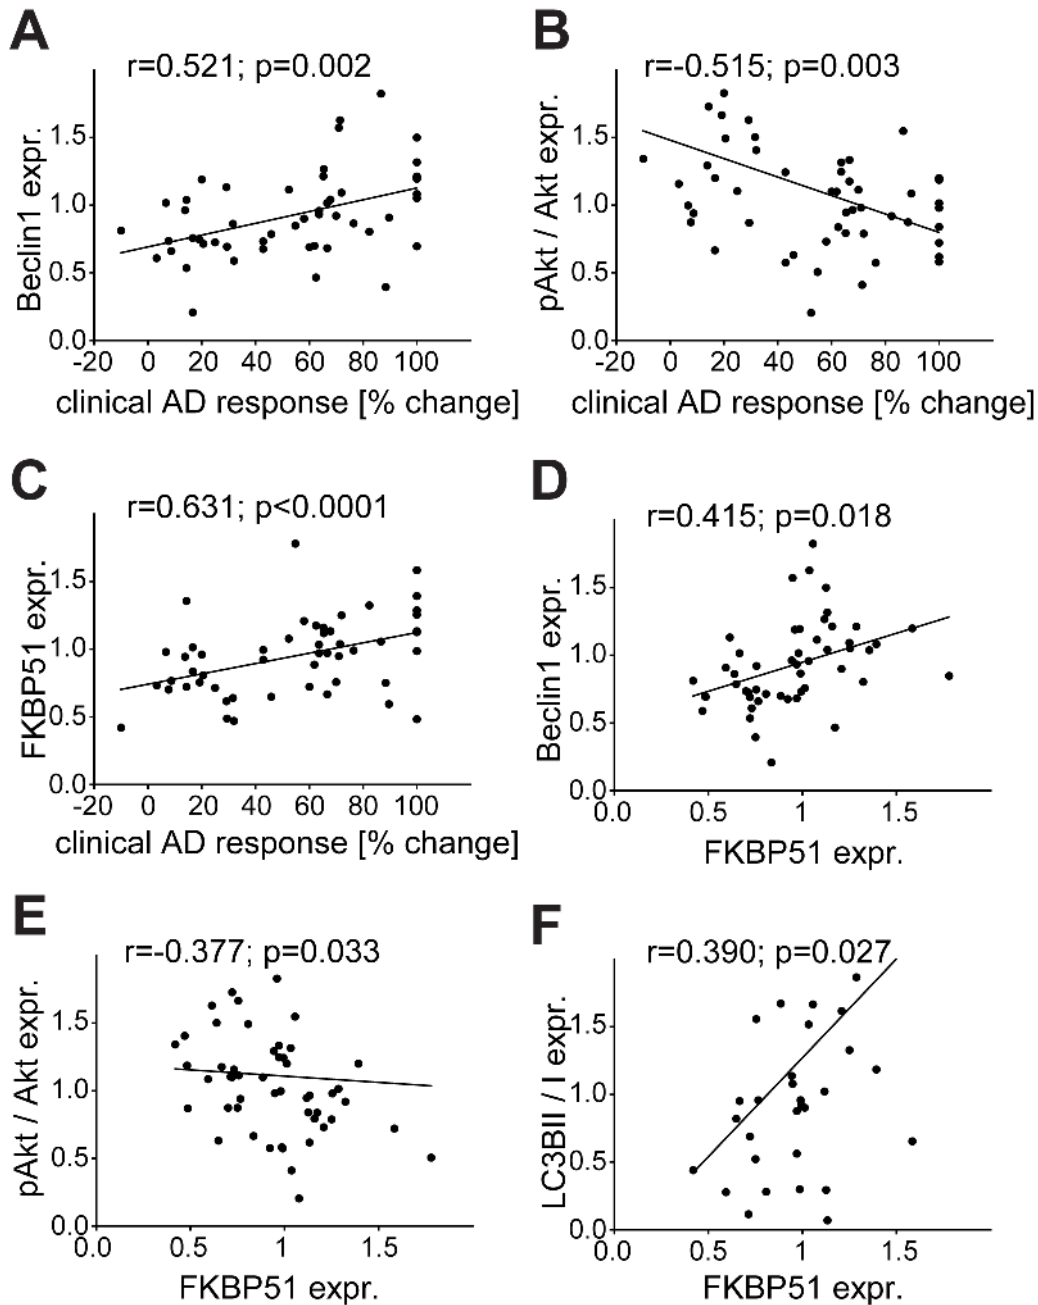 A
r=0.521; p=0.002
Beclin1 expr.
1.5
1.0
0.5
0.0
-20 0 20 40 60 80 100
clinical AD response [% change]
B
r=-0.515; p=0.003
pAkt / Akt expr.
1.5
1.0
0.5
0.0
-20 0 20 40 60 80 100
clinical AD response [% change]
C
r=0.631; p<0.0001
FKBP51 expr.
1.5
1.0
0.5
0.0
-20 0 20 40 60 80 100
clinical AD response [% change]
D
r=0.415; p=0.018
Beclin1 expr.
1.5
1.0
0.5
0.0
0.0 0.5 1 1.5
FKBP51 expr.
E
r=-0.377; p=0.033
pAkt / Akt expr.
1.5
1.0
0.5
0.0
0.0 0.5 1 1.5
FKBP51 expr.
F
r=0.390; p=0.027
LC3BII / I expr.
1.5
1.0
0.5
0.0
0.0 0.5 1 1.5
FKBP51 expr.